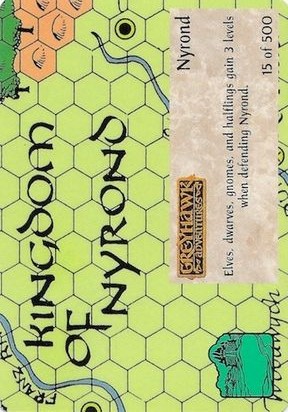 KINGDOM
OF
NYROND
FRANZ
GREYHAWK
ADVENTURES
Nyrond
Elves, dwarves, gnomes, and halflings gain 3 levels
when defending Nyrond.
15 of 500